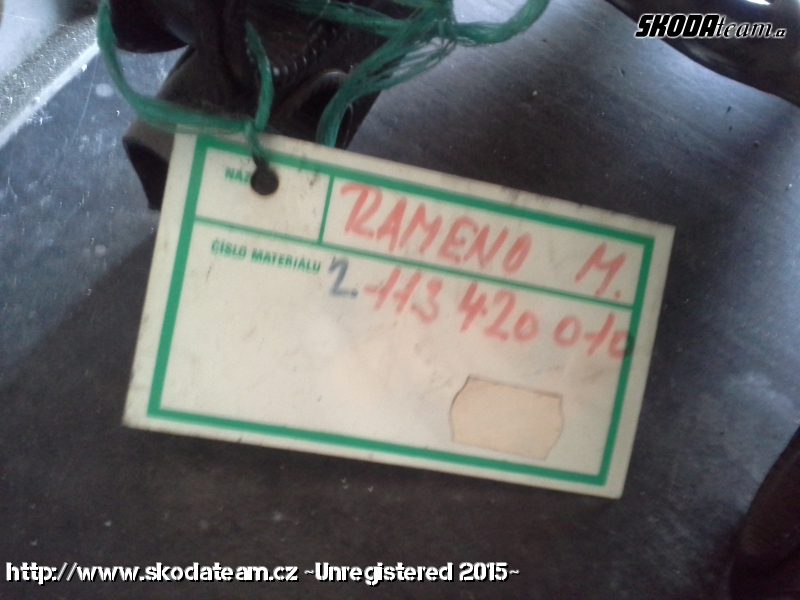 SKODAteam.cz
NÁZ
RAMENO M.
ČÍSLO MATERIÁLU
2-113 420 010
http://www.skodateam.cz ~Unregistered 2015~